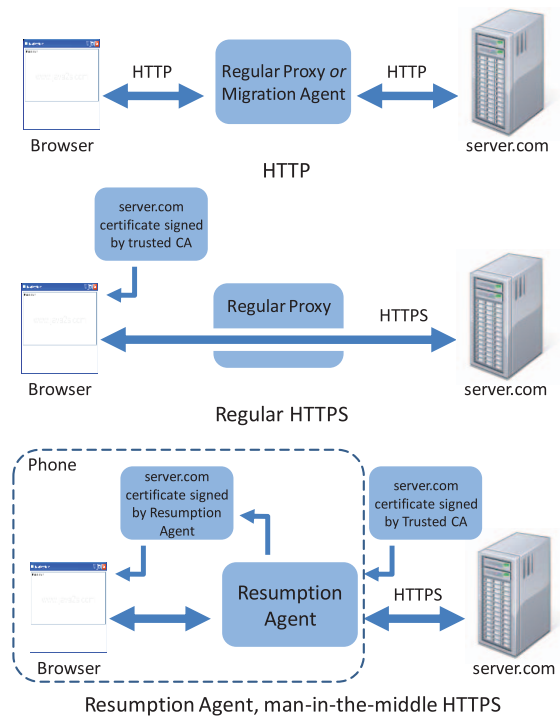 HTTP
Regular Proxy or
Migration Agent
HTTP
Browser
server.com
HTTP
server.com
certificate signed
by trusted CA
Regular Proxy
HTTPS
Browser
server.com
Regular HTTPS
Phone
server.com
certificate signed
by Resumption
Agent
server.com
certificate signed
by Trusted CA
Resumption
Agent
HTTPS
Browser
server.com
Resumption Agent, man-in-the-middle HTTPS